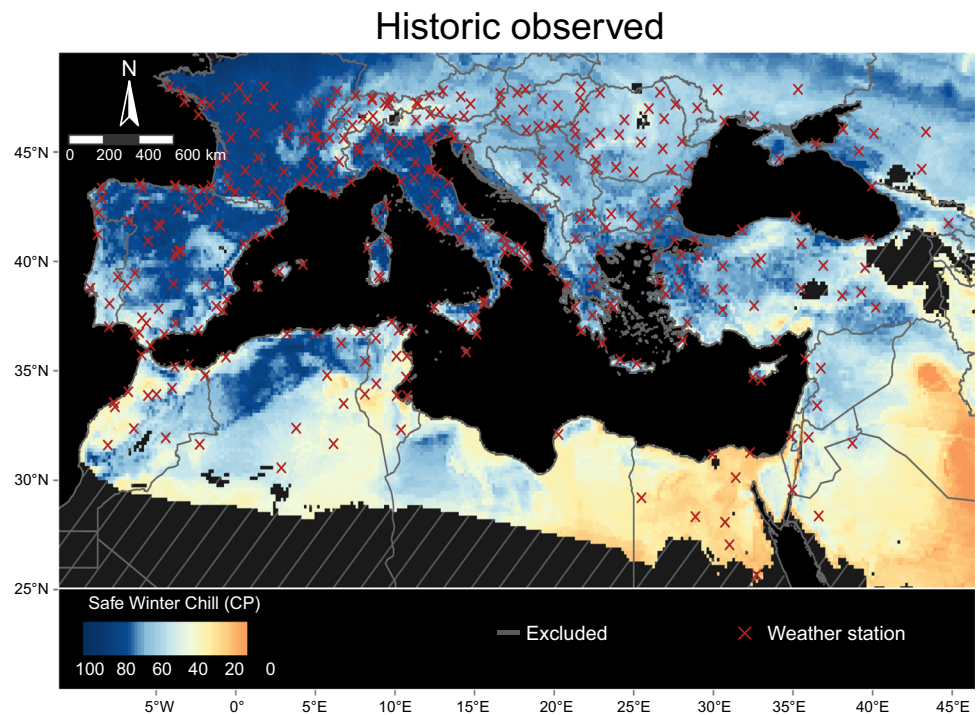 Historic observed
N
0 200 400 600 km
45°N
40°N
35°N
30°N
25°N
Safe Winter Chill (CP)
100 80 60 40 20 0
Excluded
Weather station
5°W 0° 5°E 10°E 15°E 20°E 25°E 30°E 35°E 40°E 45°E